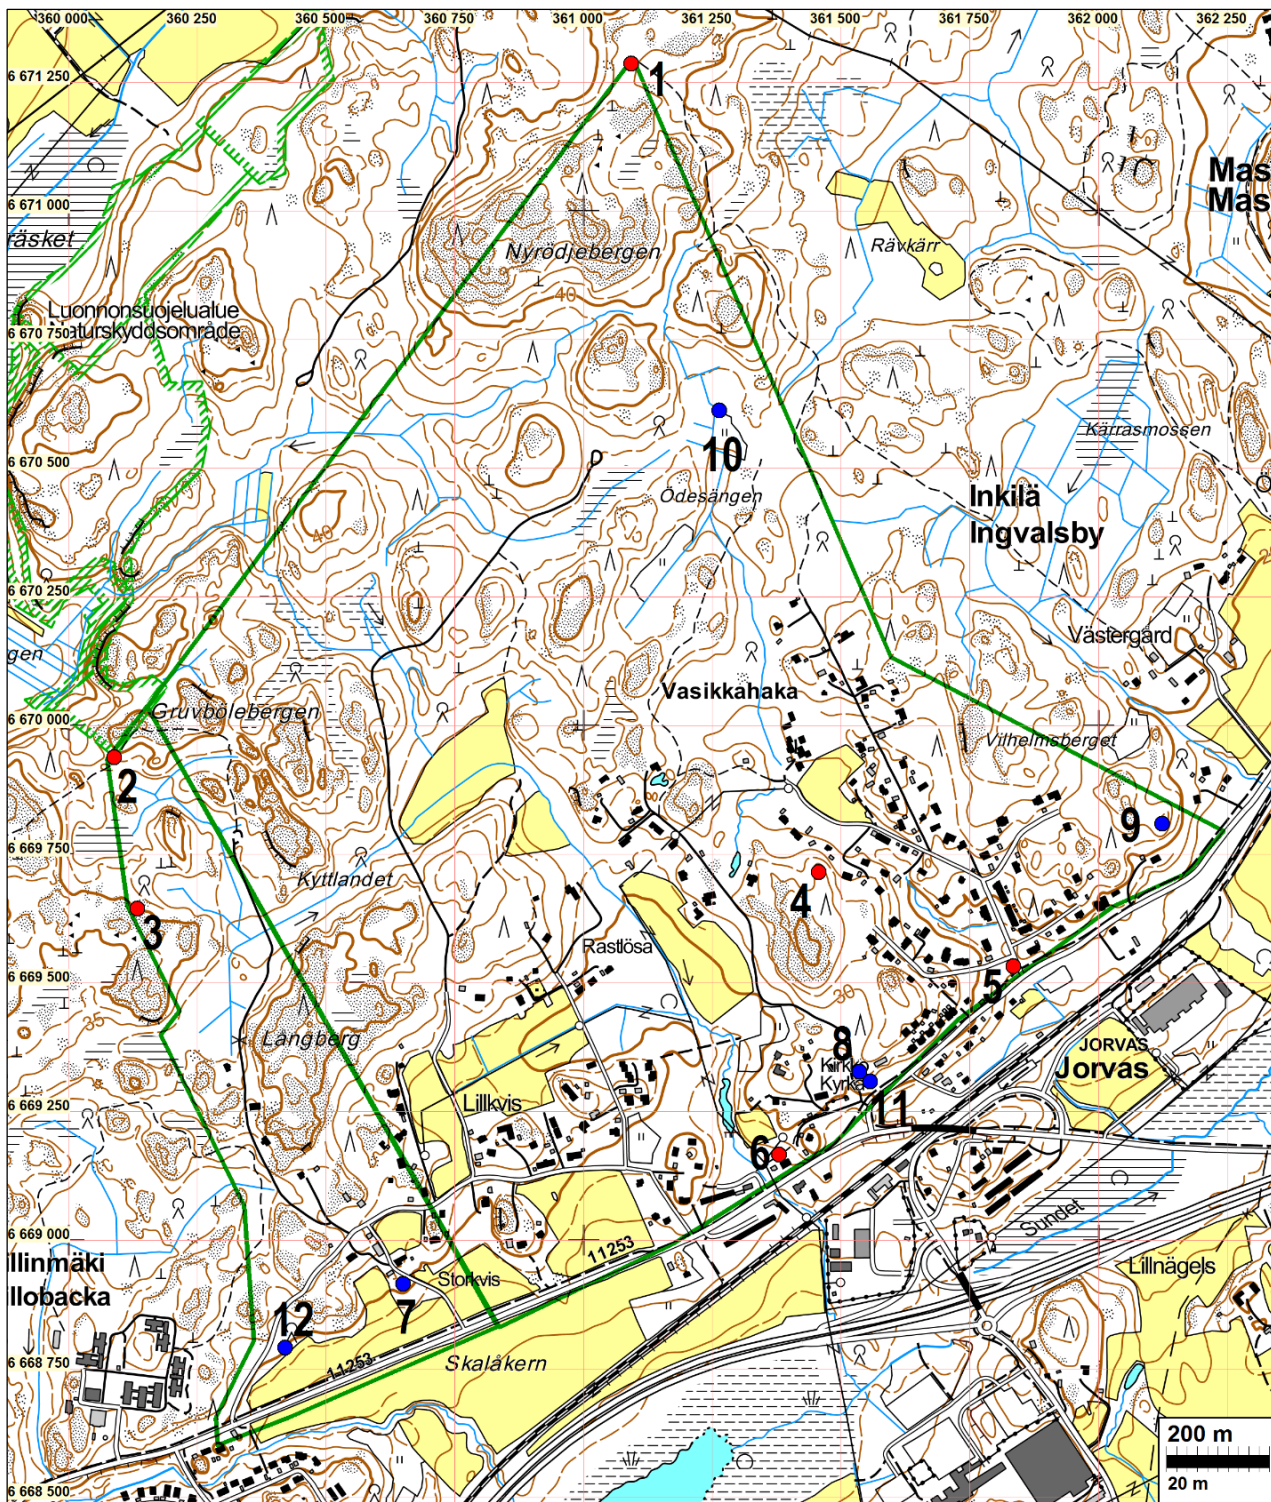 360 000 360 250 360 500 360 750 361 000 361 250 361 500 361 750 362 000 362 250
1
6 671 250
Mas
Mas
6 671 000
räsket
Nyrödjebergen
Rävkärr
40
Luonnonsuojelualue
Naturskyddsområde
6 670 750
Kärrasmossen
10
6 670 500
Ödesängen
Inkilä
Ingvalsby
40
6 670 250
Västergård
gen
Vasikkahaka
Gruvbölebergen
6 670 000
Vilhelmsberget
2
9
6 669 750
Kyttlandet
4
3
Rastlösa
5
6 669 500
30
35
Långberg
8
JORVAS
Jorvas
Kirkko
Kyrka
11
Lillkvis
6 669 250
6
Sundet
6 669 000
11253
llinmäki
Lillnägels
Storkvis
llobacka
7
12
Skalåkern
11253
6 668 750
200 m
20 m
6 668 500